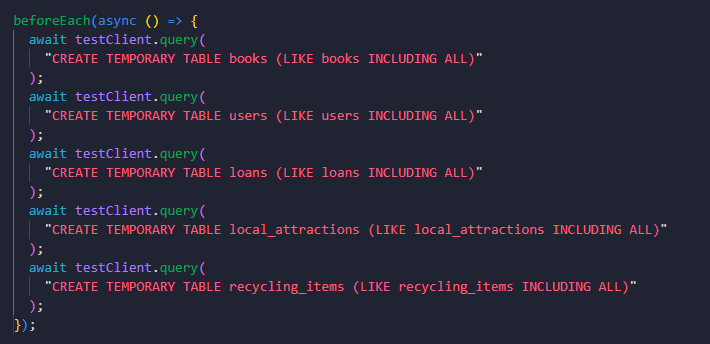 beforeEach(async () => {
  await testClient.query(
    "CREATE TEMPORARY TABLE books (LIKE books INCLUDING ALL)"
  );
  await testClient.query(
    "CREATE TEMPORARY TABLE users (LIKE users INCLUDING ALL)"
  );
  await testClient.query(
    "CREATE TEMPORARY TABLE loans (LIKE loans INCLUDING ALL)"
  );
  await testClient.query(
    "CREATE TEMPORARY TABLE local_attractions (LIKE local_attractions INCLUDING ALL)"
  );
  await testClient.query(
    "CREATE TEMPORARY TABLE recycling_items (LIKE recycling_items INCLUDING ALL)"
  );
});